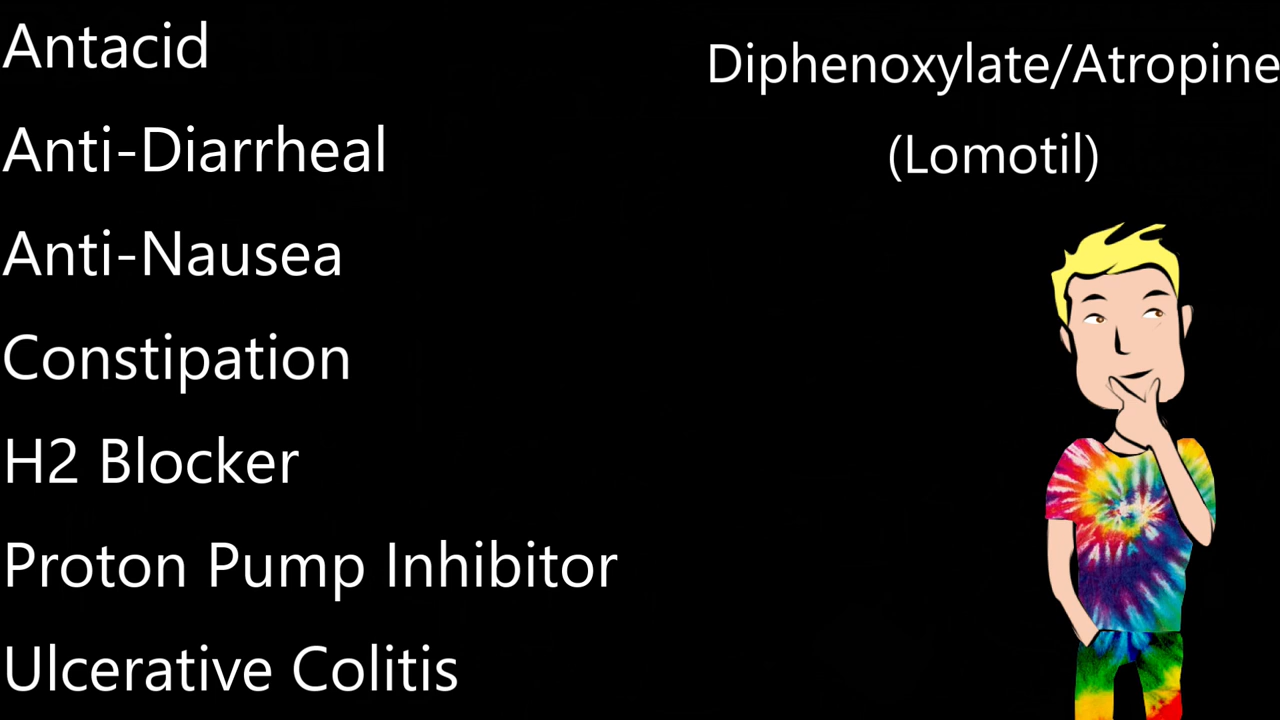 Antacid
Anti-Diarrheal
Anti-Nausea
Constipation
H2 Blocker
Proton Pump Inhibitor
Ulcerative Colitis
Diphenoxylate/Atropine
(Lomotil)